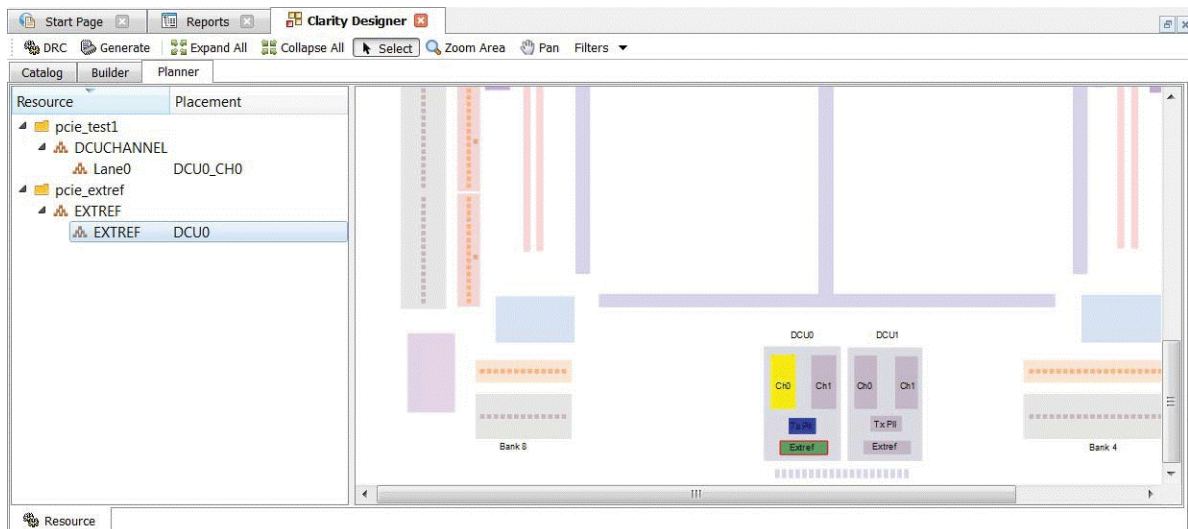 Start Page Reports Clarity Designer
DRC Generate Expand All Collapse All Select Zoom Area Pan Filters
Catalog Builder Planner
Resource Placement
pcie_test1
DCUCHANNEL
Lane0 DCU0_CH0
pcie_extref
EXTREF
EXTREF DCU0
DCU0 DCU1
Ch0 Ch1 Ch0 Ch1
Tx Pll Tx Pll
Extref Extref
Bank 8 Bank 4
Resource